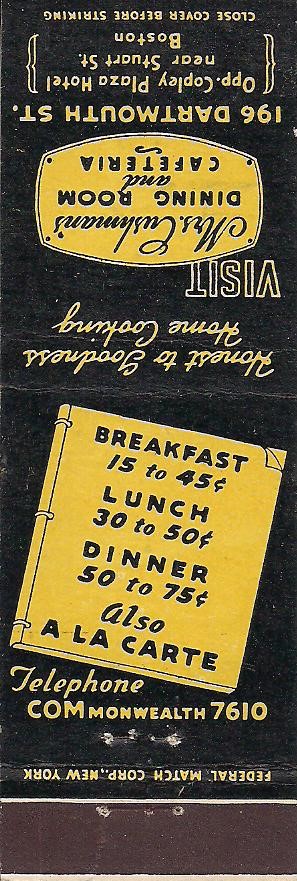 FEDERAL MATCH CORP., NEW YORK
Honest to Goodness
Home Cooking
VISIT
Mrs. Cushman's
DINING ROOM
and
CAFETERIA
196 DARTMOUTH ST.
Opp. Copley Plaza Hotel
near Stuart St.
Boston
CLOSE COVER BEFORE STRIKING
BREAKFAST
15 to 45¢
LUNCH
30 to 50¢
DINNER
50 to 75¢
also
A LA CARTE
Telephone
COMMONWEALTH 7610